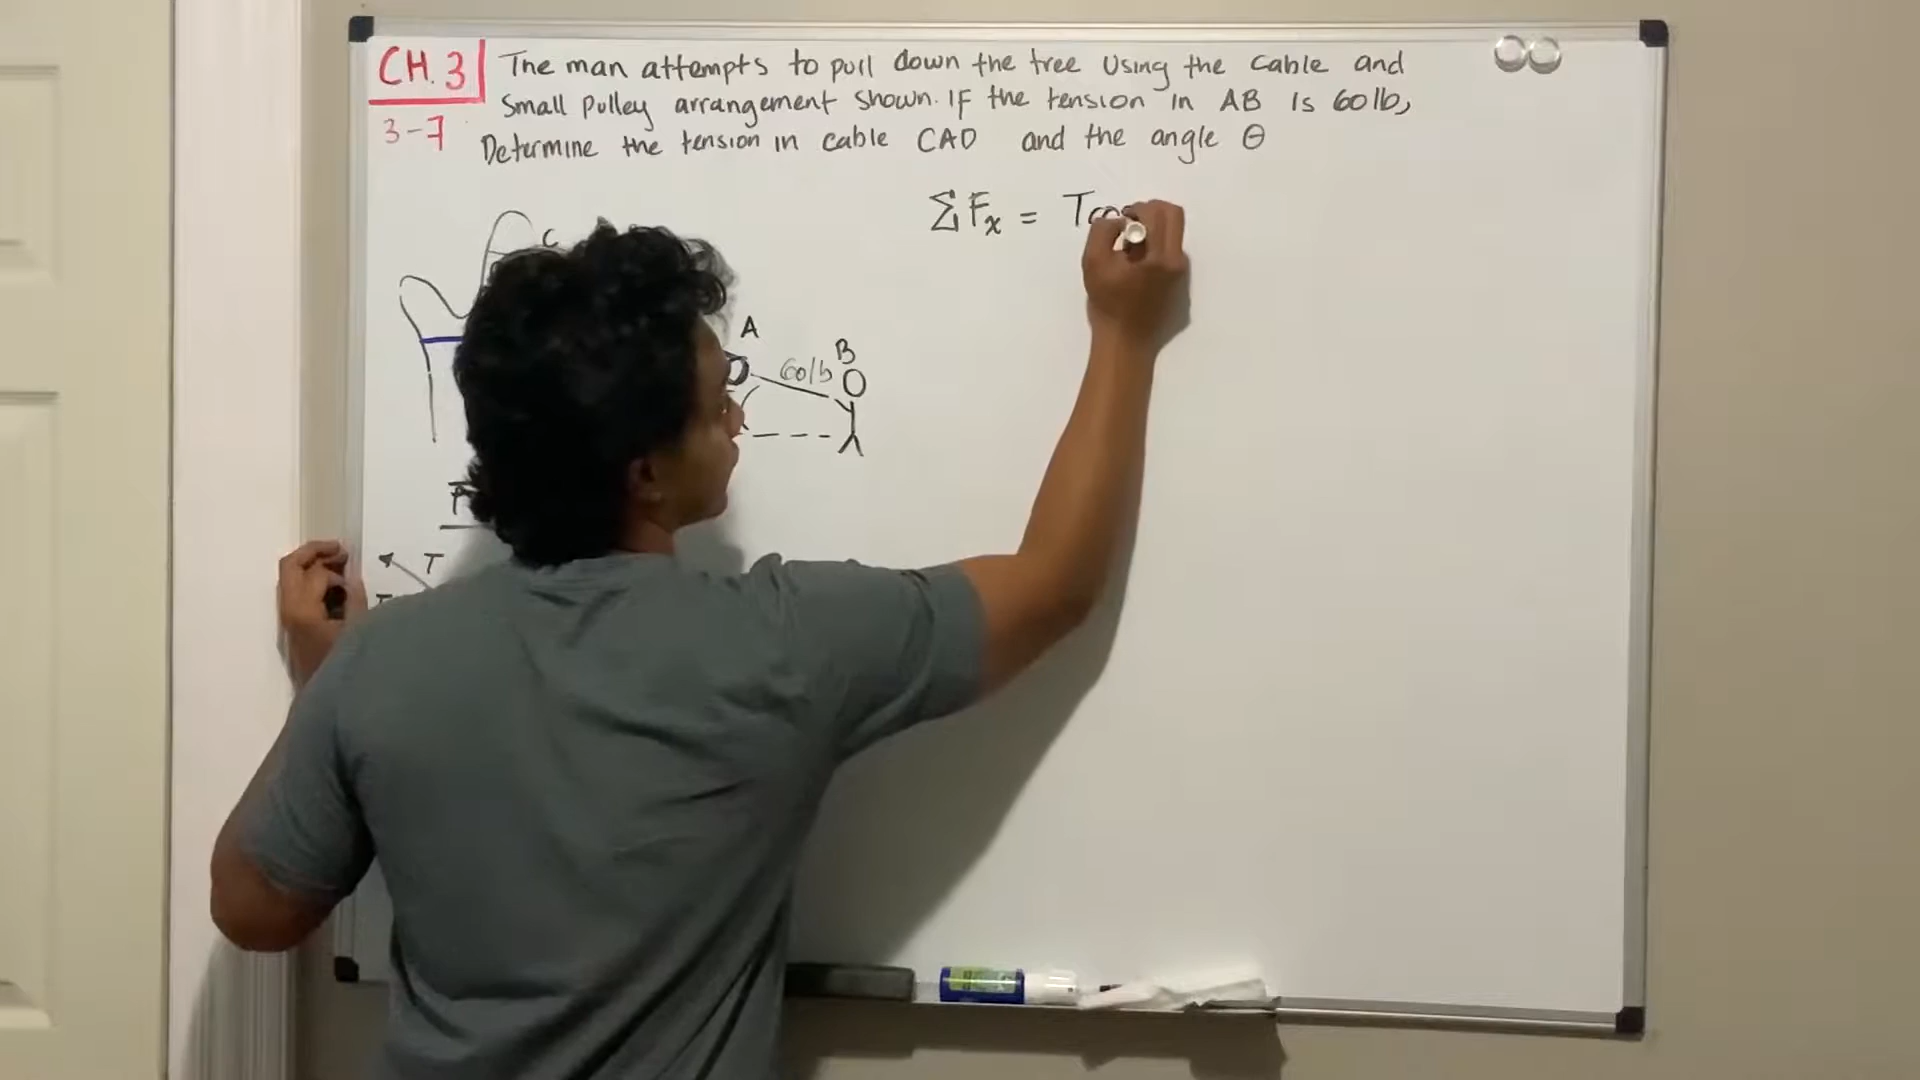 CH.3
3-7
The man attempts to pull down the tree using the cable and
small pulley arrangement shown. IF the tension in AB is 60lb,
Determine the tension in cable CAD and the angle θ
ΣFx = Tcos
C
A
B
60lb
T